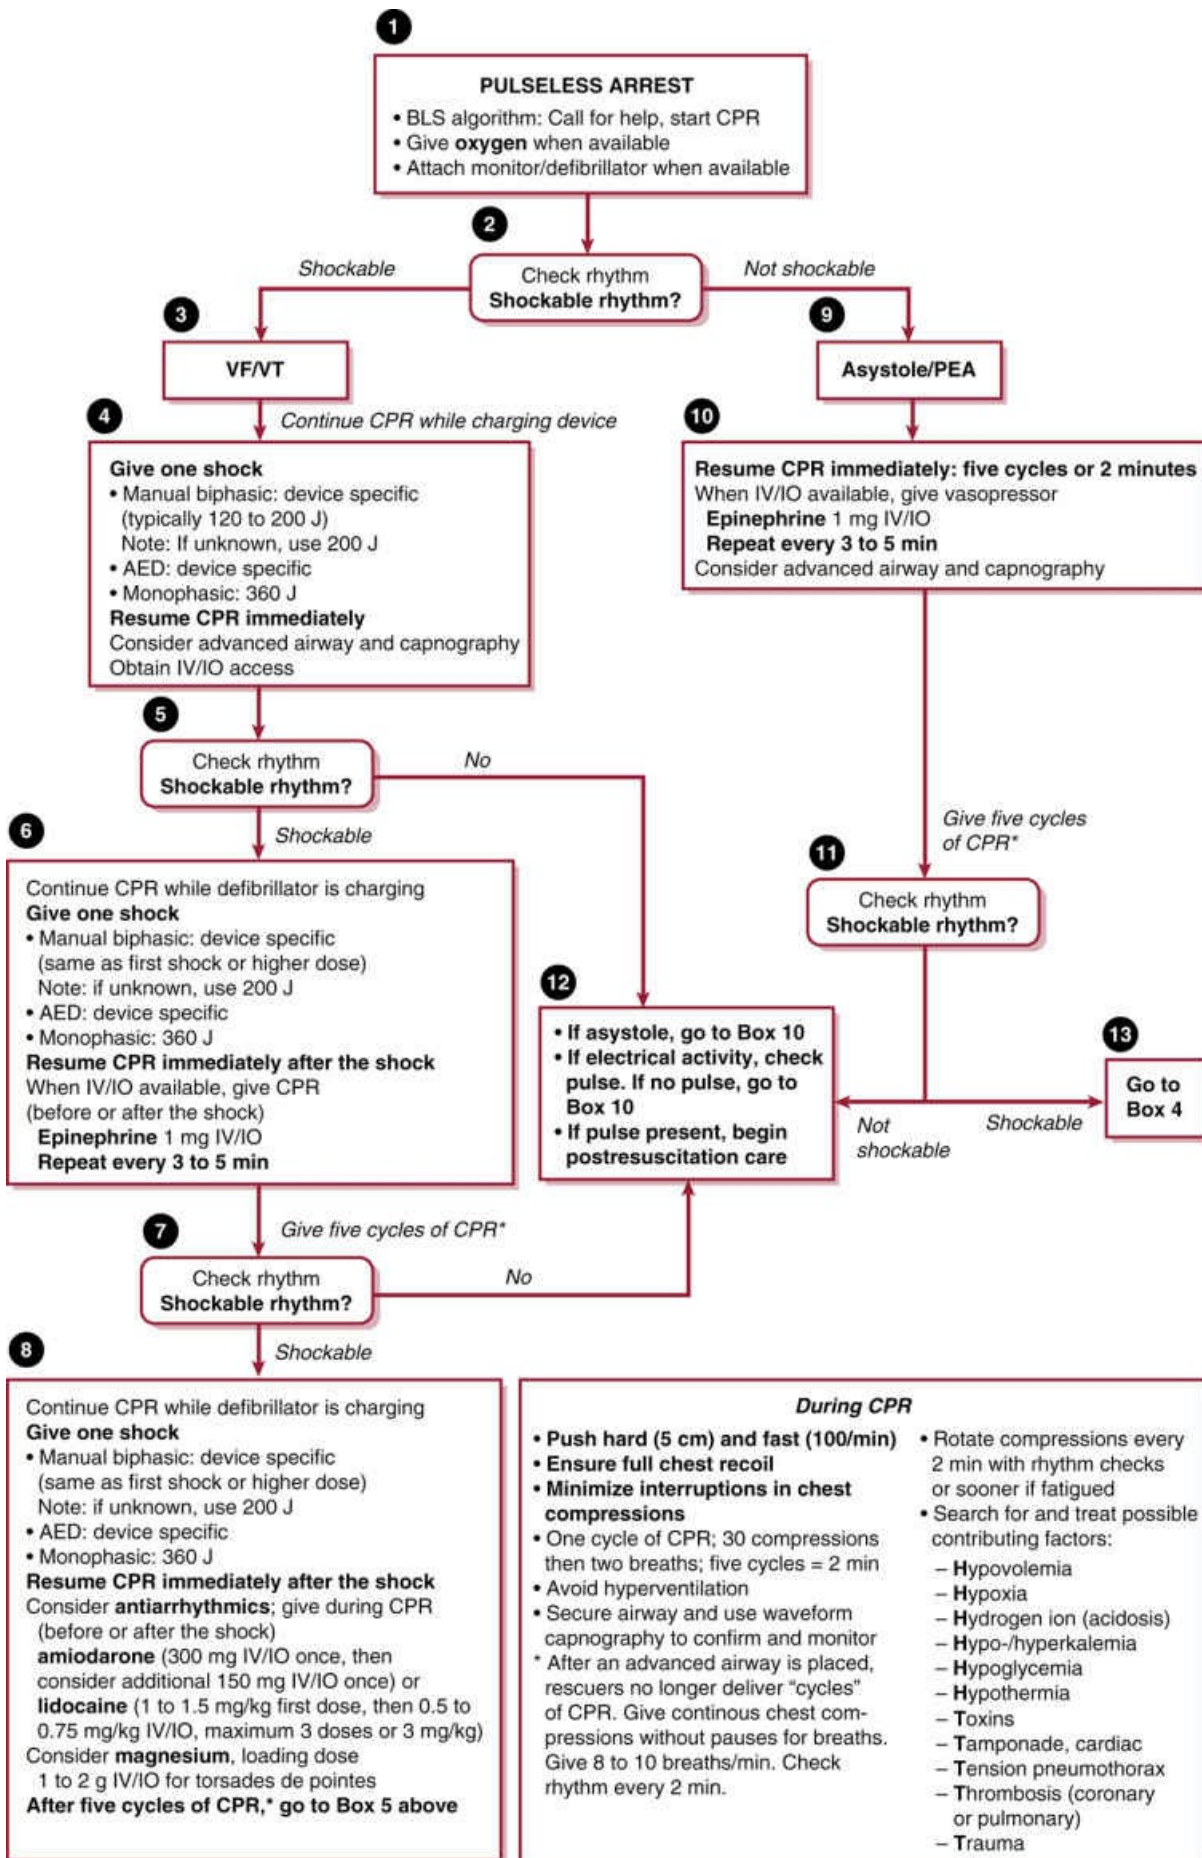 1
PULSELESS ARREST
• BLS algorithm: Call for help, start CPR
• Give oxygen when available
• Attach monitor/defibrillator when available
2
Shockable
Check rhythm
Shockable rhythm?
Not shockable
3
VF/VT
9
Asystole/PEA
4
Continue CPR while charging device
Give one shock
• Manual biphasic: device specific
(typically 120 to 200 J)
Note: If unknown, use 200 J
• AED: device specific
• Monophasic: 360 J
Resume CPR immediately
Consider advanced airway and capnography
Obtain IV/IO access
10
Resume CPR immediately: five cycles or 2 minutes
When IV/IO available, give vasopressor
Epinephrine 1 mg IV/IO
Repeat every 3 to 5 min
Consider advanced airway and capnography
5
Check rhythm
Shockable rhythm?
No
6
Shockable
Continue CPR while defibrillator is charging
Give one shock
• Manual biphasic: device specific
(same as first shock or higher dose)
Note: if unknown, use 200 J
• AED: device specific
• Monophasic: 360 J
Resume CPR immediately after the shock
When IV/IO available, give CPR
(before or after the shock)
Epinephrine 1 mg IV/IO
Repeat every 3 to 5 min
Give five cycles
of CPR*
11
Check rhythm
Shockable rhythm?
12
• If asystole, go to Box 10
• If electrical activity, check
pulse. If no pulse, go to
Box 10
• If pulse present, begin
postresuscitation care
Not
shockable
Shockable
13
Go to
Box 4
7
Give five cycles of CPR*
Check rhythm
Shockable rhythm?
No
8
Shockable
Continue CPR while defibrillator is charging
Give one shock
• Manual biphasic: device specific
(same as first shock or higher dose)
Note: if unknown, use 200 J
• AED: device specific
• Monophasic: 360 J
Resume CPR immediately after the shock
Consider antiarrhythmics; give during CPR
(before or after the shock)
amiodarone (300 mg IV/IO once, then
consider additional 150 mg IV/IO once) or
lidocaine (1 to 1.5 mg/kg first dose, then 0.5 to
0.75 mg/kg IV/IO, maximum 3 doses or 3 mg/kg)
Consider magnesium, loading dose
1 to 2 g IV/IO for torsades de pointes
After five cycles of CPR,* go to Box 5 above
During CPR
• Push hard (5 cm) and fast (100/min)
• Ensure full chest recoil
• Minimize interruptions in chest
compressions
• One cycle of CPR; 30 compressions
then two breaths; five cycles = 2 min
• Avoid hyperventilation
• Secure airway and use waveform
capnography to confirm and monitor
* After an advanced airway is placed,
rescuers no longer deliver “cycles”
of CPR. Give continous chest com-
pressions without pauses for breaths.
Give 8 to 10 breaths/min. Check
rhythm every 2 min.
• Rotate compressions every
2 min with rhythm checks
or sooner if fatigued
• Search for and treat possible
contributing factors:
– Hypovolemia
– Hypoxia
– Hydrogen ion (acidosis)
– Hypo-/hyperkalemia
– Hypoglycemia
– Hypothermia
– Toxins
– Tamponade, cardiac
– Tension pneumothorax
– Thrombosis (coronary
or pulmonary)
– Trauma